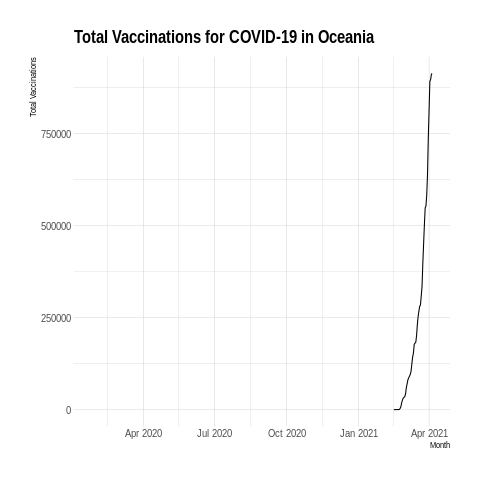 Total Vaccinations for COVID-19 in Oceania
Total Vaccinations
750000
500000
250000
0
Apr 2020 Jul 2020 Oct 2020 Jan 2021 Apr 2021
Month